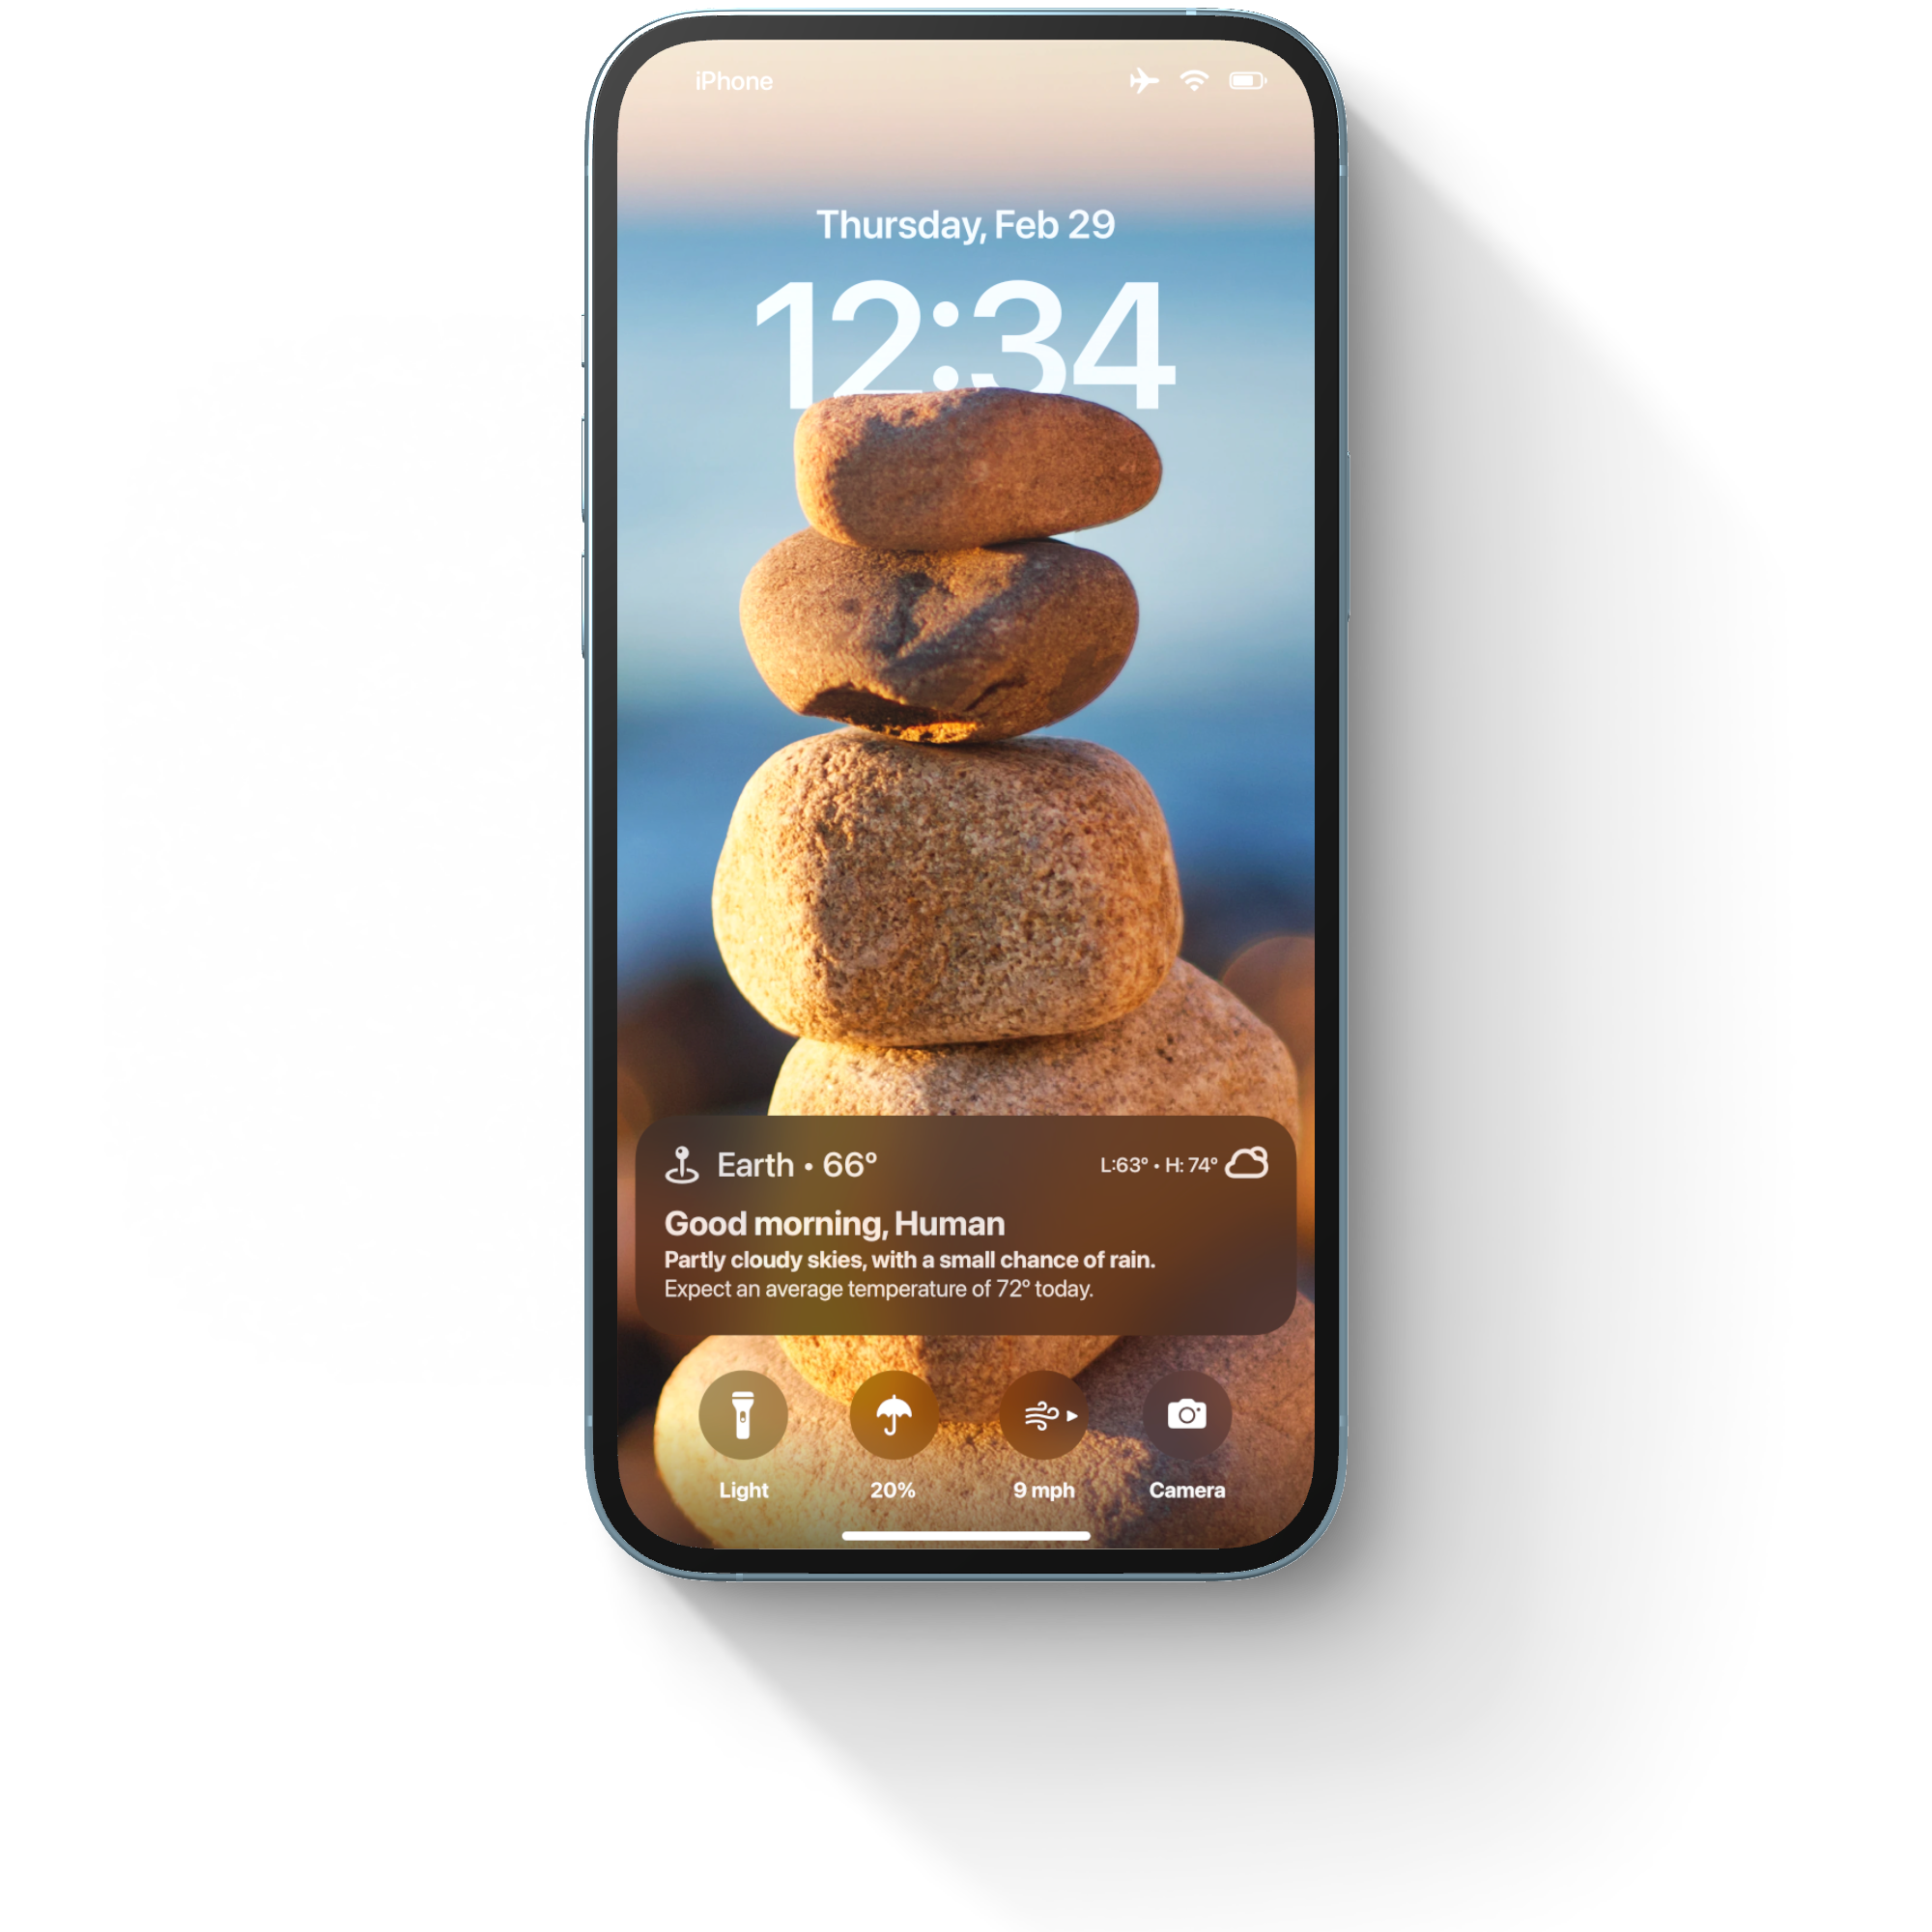 iPhone
Thursday, Feb 29
12:34
Earth • 66°
L:63° • H: 74°
Good morning, Human
Partly cloudy skies, with a small chance of rain.
Expect an average temperature of 72° today.
Light
20%
9 mph
Camera